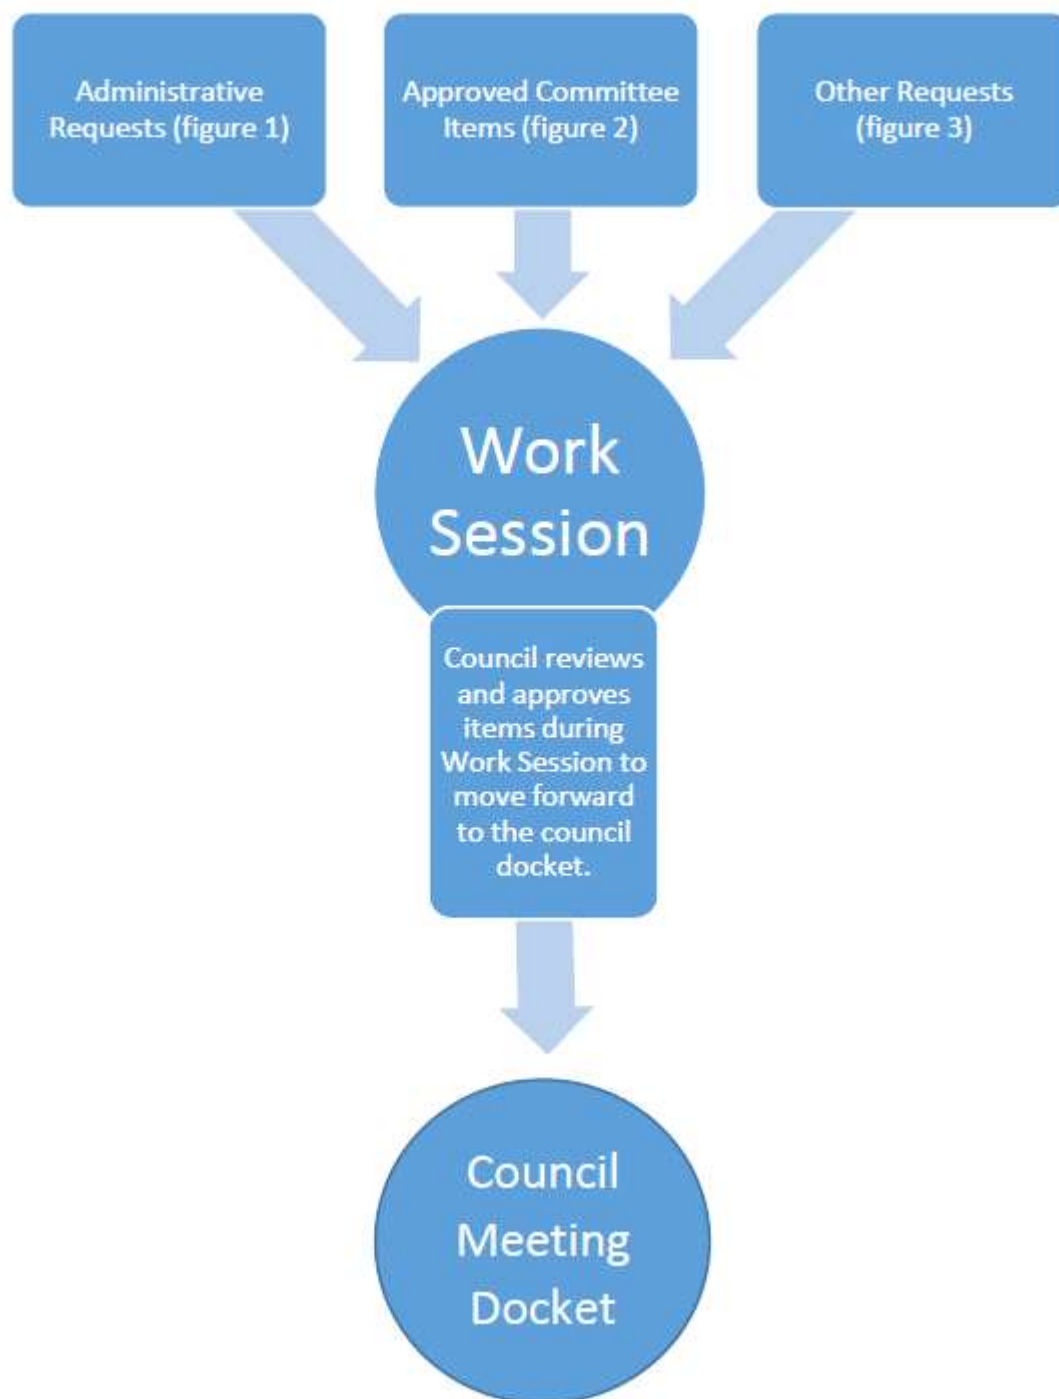 Administrative
Requests (figure 1)
Approved Committee
Items (figure 2)
Other Requests
(figure 3)
Work
Session
Council reviews
and approves
items during
Work Session to
move forward
to the council
docket.
Council
Meeting
Docket